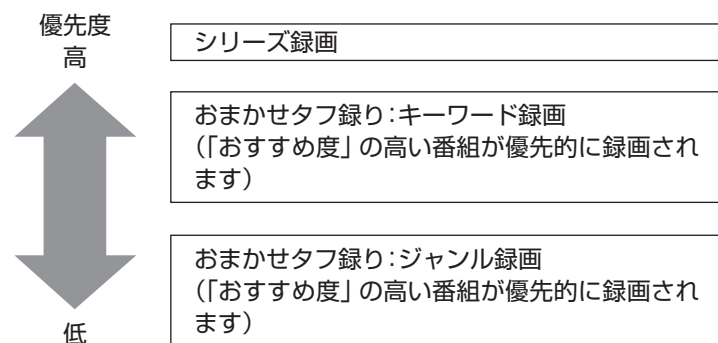 優先度
高
シリーズ録画
おまかせタフ録り：キーワード録画
（「おすすめ度」の高い番組が優先的に録画され
ます）
おまかせタフ録り：ジャンル録画
（「おすすめ度」の高い番組が優先的に録画され
ます）
低